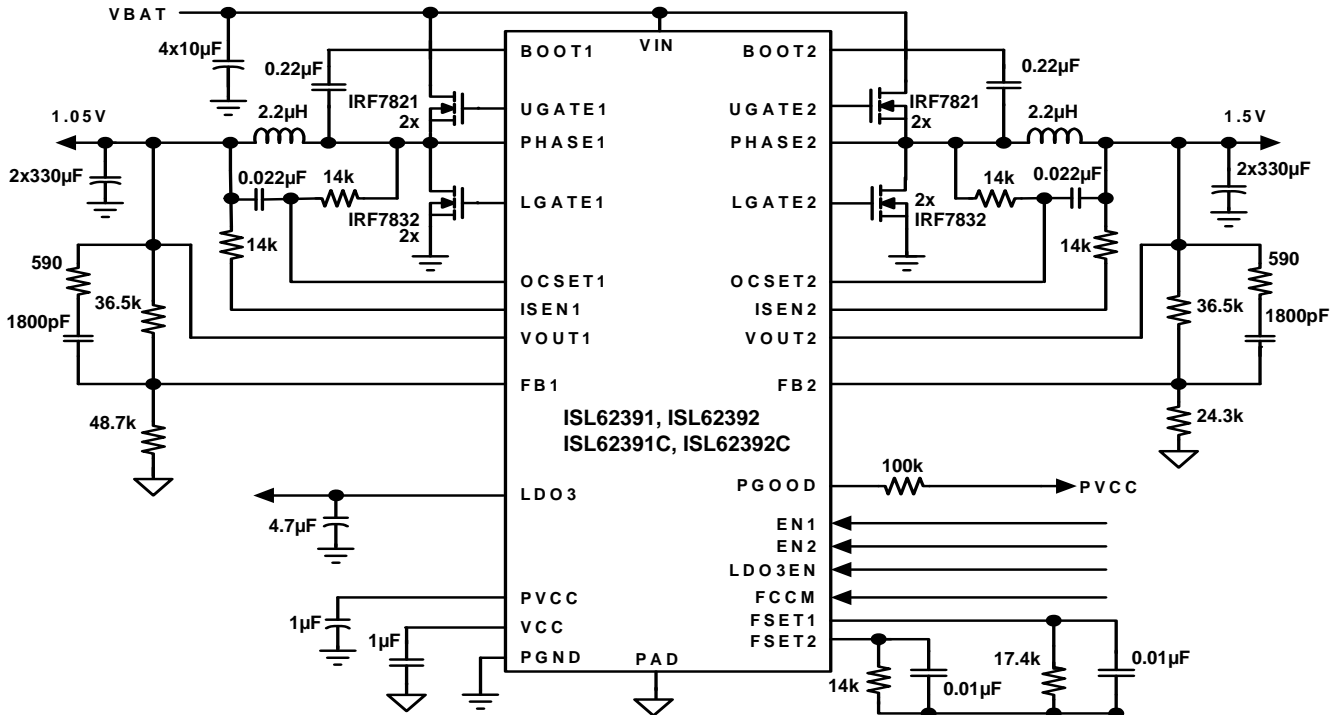 VBAT
VIN
4x10µF
0.22µF
BOOT1
BOOT2
0.22µF
IRF7821
2x
UGATE1
UGATE2
IRF7821
2x
1.05V
2.2µH
PHASE1
PHASE2
2.2µH
1.5V
2x330µF
0.022µF
14k
IRF7832
2x
LGATE1
LGATE2
2x
IRF7832
14k
0.022µF
2x330µF
14k
14k
590
OCSET1
OCSET2
590
36.5k
ISEN1
ISEN2
36.5k
1800pF
VOUT1
VOUT2
1800pF
FB1
FB2
48.7k
24.3k
ISL62391, ISL62392
ISL62391C, ISL62392C
LDO3
PGOOD
100k
PVCC
4.7µF
EN1
EN2
LDO3EN
PVCC
FCCM
1µF
FSET1
VCC
FSET2
1µF
PGND
PAD
14k
0.01µF
17.4k
0.01µF